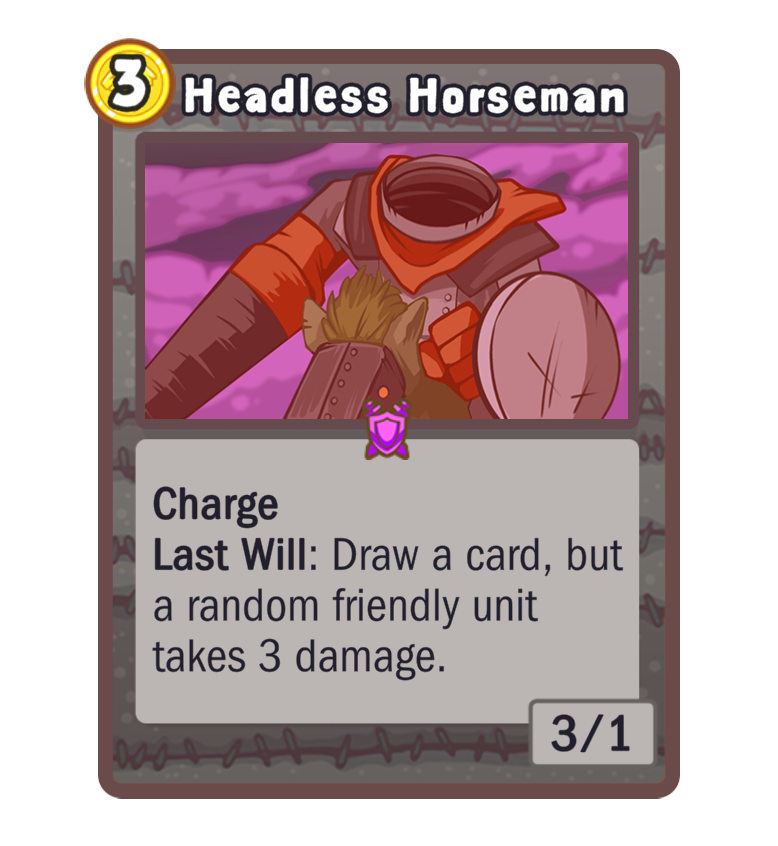 3 Headless Horseman
Charge
Last Will: Draw a card, but
a random friendly unit
takes 3 damage.
3/1